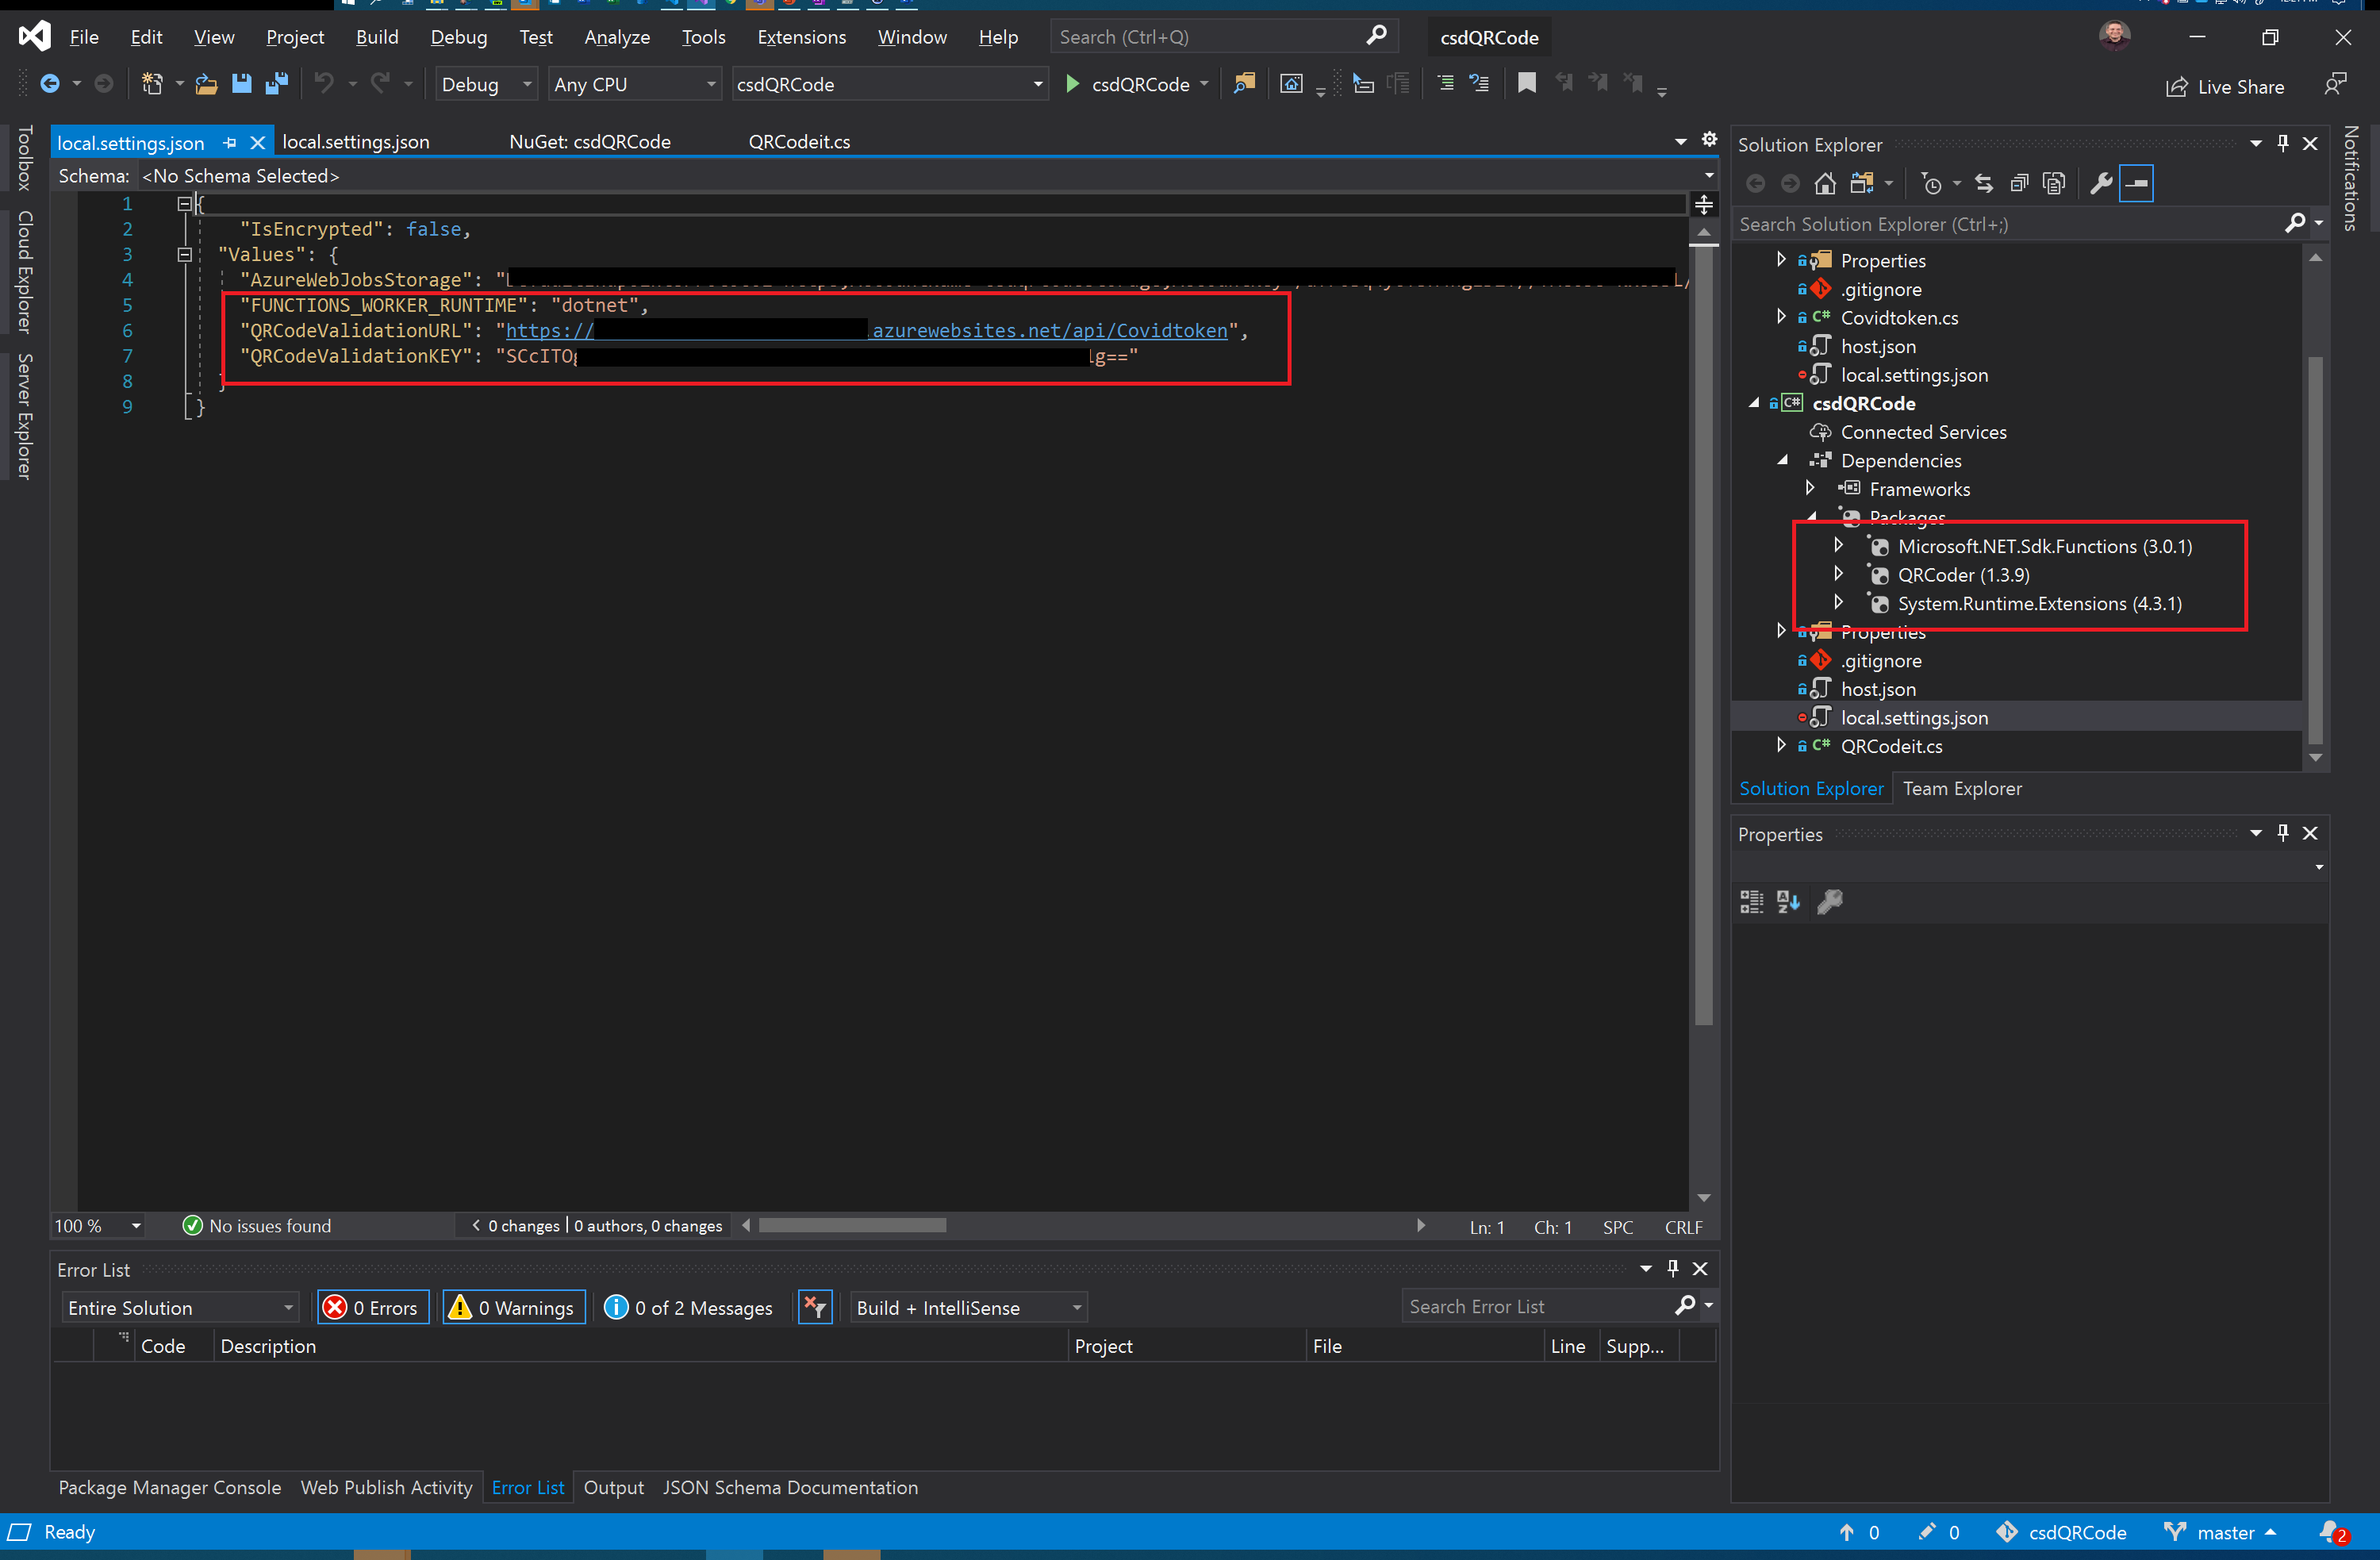 File Edit View Project Build Debug Test Analyze Tools Extensions Window Help Search (Ctrl+Q) csdQRCode
Debug Any CPU csdQRCode csdQRCode Live Share
Toolbox
Cloud Explorer
Server Explorer
local.settings.json local.settings.json NuGet: csdQRCode QRCodeit.cs
Schema: <No Schema Selected>
1 {
2 "IsEncrypted": false,
3 "Values": {
4 "AzureWebJobsStorage": "
5 "FUNCTIONS_WORKER_RUNTIME": "dotnet",
6 "QRCodeValidationURL": "https:// .azurewebsites.net/api/Covidtoken",
7 "QRCodeValidationKEY": "SCcITO g=="
8 }
9 }
100 % No issues found 0 changes | 0 authors, 0 changes Ln: 1 Ch: 1 SPC CRLF
Error List
Entire Solution 0 Errors 0 Warnings 0 of 2 Messages Build + IntelliSense Search Error List
Code Description Project File Line Supp...
Package Manager Console Web Publish Activity Error List Output JSON Schema Documentation
Solution Explorer
Search Solution Explorer (Ctrl+;)
Properties
.gitignore
C# Covidtoken.cs
host.json
local.settings.json
C# csdQRCode
Connected Services
Dependencies
Frameworks
Packages
Microsoft.NET.Sdk.Functions (3.0.1)
QRCoder (1.3.9)
System.Runtime.Extensions (4.3.1)
Properties
.gitignore
host.json
local.settings.json
C# QRCodeit.cs
Solution Explorer Team Explorer
Properties
Notifications
Ready 0 0 csdQRCode master 2